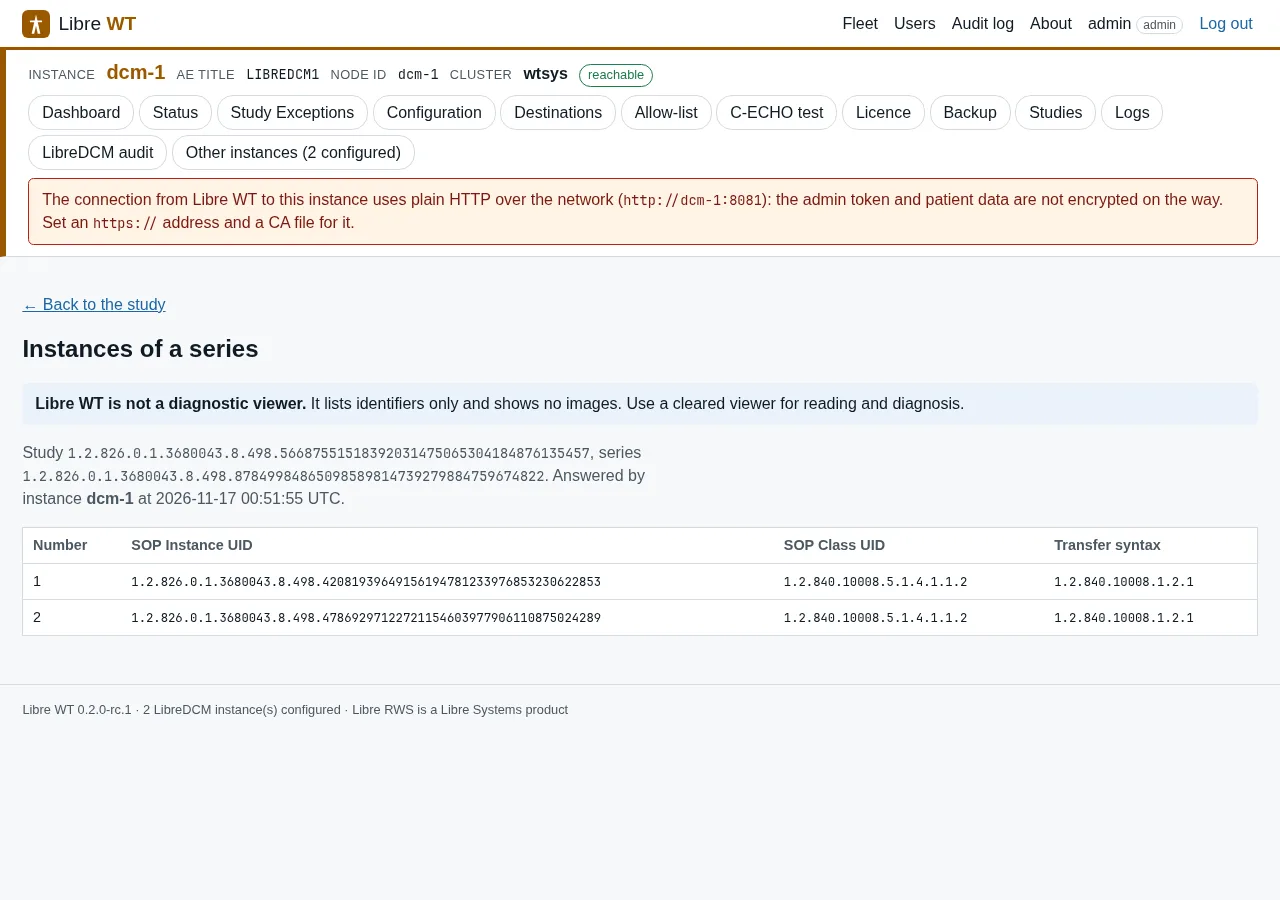 Libre WT
Fleet Users Audit log About admin admin Log out
INSTANCE dcm-1 AE TITLE LIBREDCM1 NODE ID dcm-1 CLUSTER wtsys reachable
Dashboard Status Study Exceptions Configuration Destinations Allow-list C-ECHO test Licence Backup Studies Logs
LibreDCM audit Other instances (2 configured)
The connection from Libre WT to this instance uses plain HTTP over the network (http://dcm-1:8081): the admin token and patient data are not encrypted on the way.
Set an https:// address and a CA file for it.
← Back to the study
Instances of a series
Libre WT is not a diagnostic viewer. It lists identifiers only and shows no images. Use a cleared viewer for reading and diagnosis.
Study 1.2.826.0.1.3680043.8.498.56687551518392031475065304184876135457, series
1.2.826.0.1.3680043.8.498.87849984865098589814739279884759674822. Answered by
instance dcm-1 at 2026-11-17 00:51:55 UTC.
Number SOP Instance UID SOP Class UID Transfer syntax
1 1.2.826.0.1.3680043.8.498.42081939649156194781233976853230622853 1.2.840.10008.5.1.4.1.1.2 1.2.840.10008.1.2.1
2 1.2.826.0.1.3680043.8.498.47869297122721154603977906110875024289 1.2.840.10008.5.1.4.1.1.2 1.2.840.10008.1.2.1
Libre WT 0.2.0-rc.1 · 2 LibreDCM instance(s) configured · Libre RWS is a Libre Systems product